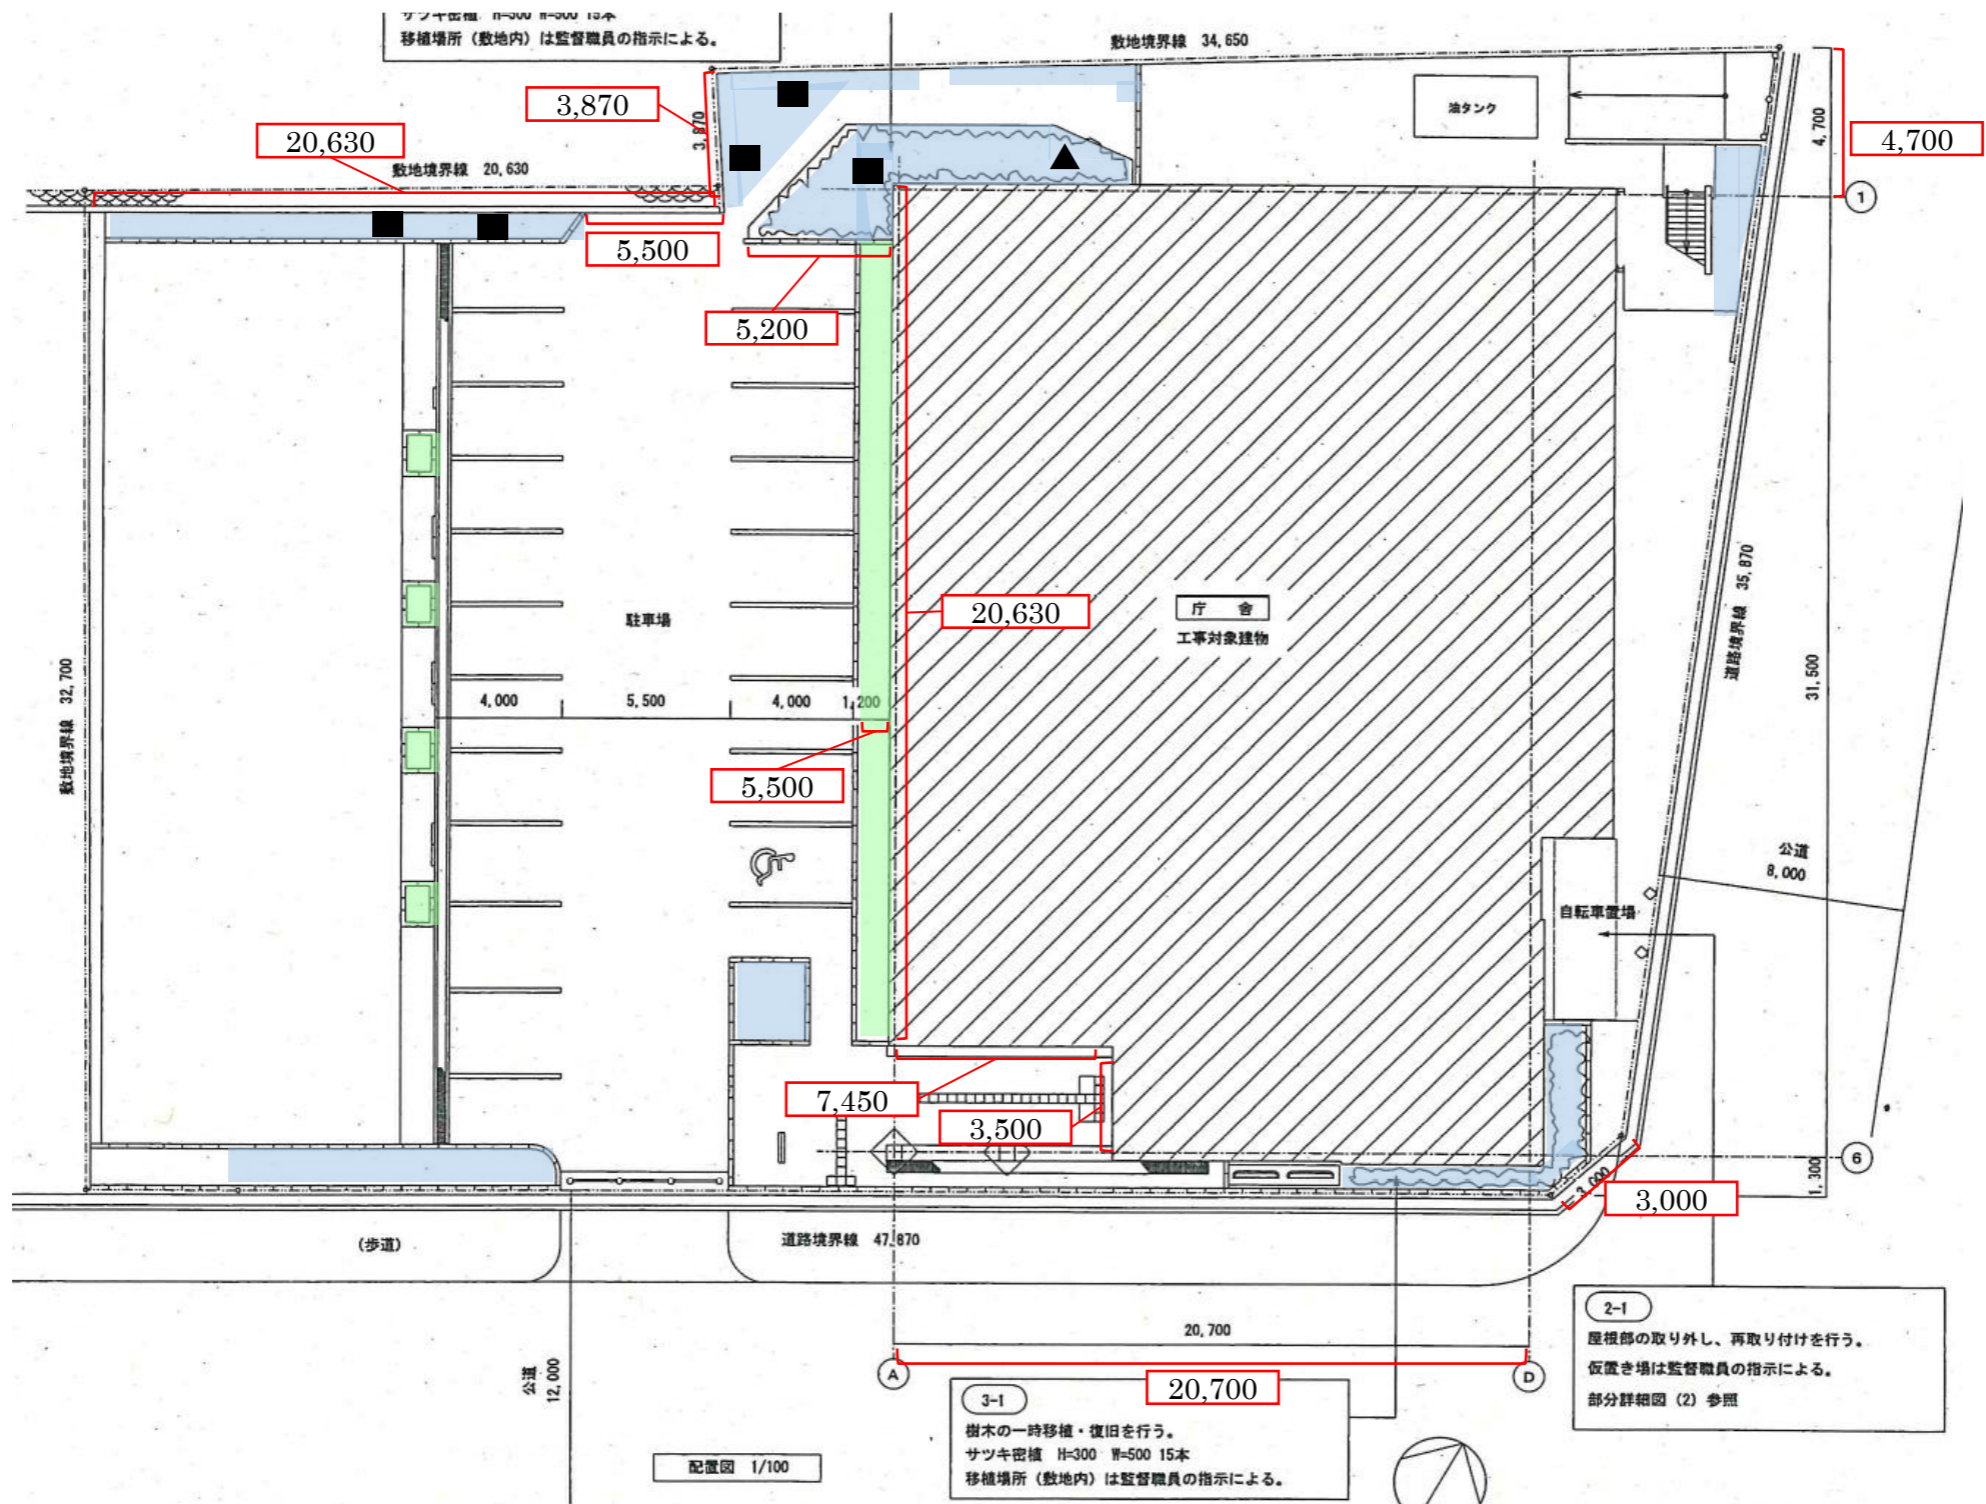 サツキ密植 H=300 W=500 15本
移植場所（敷地内）は監督職員の指示による。
敷地境界線 34,650
3,870
3,870
20,630
敷地境界線 20,630
油タンク
4,700
4,700
1
5,500
5,200
20,630
庁 舎
工事対象建物
駐車場
道路境界線 35,870
31,500
敷地境界線 32,700
4,000
5,500
4,000
1,200
5,500
公道
8,000
自転車置場
7,450
3,500
6
1,300
3,000
3,000
（歩道）
道路境界線 47,870
公道
12,000
20,700
A
D
20,700
2-1
屋根部の取り外し、再取り付けを行う。
仮置き場は監督職員の指示による。
部分詳細図（2）参照
3-1
樹木の一時移植・復旧を行う。
サツキ密植 H=300 W=500 15本
移植場所（敷地内）は監督職員の指示による。
配置図 1/100